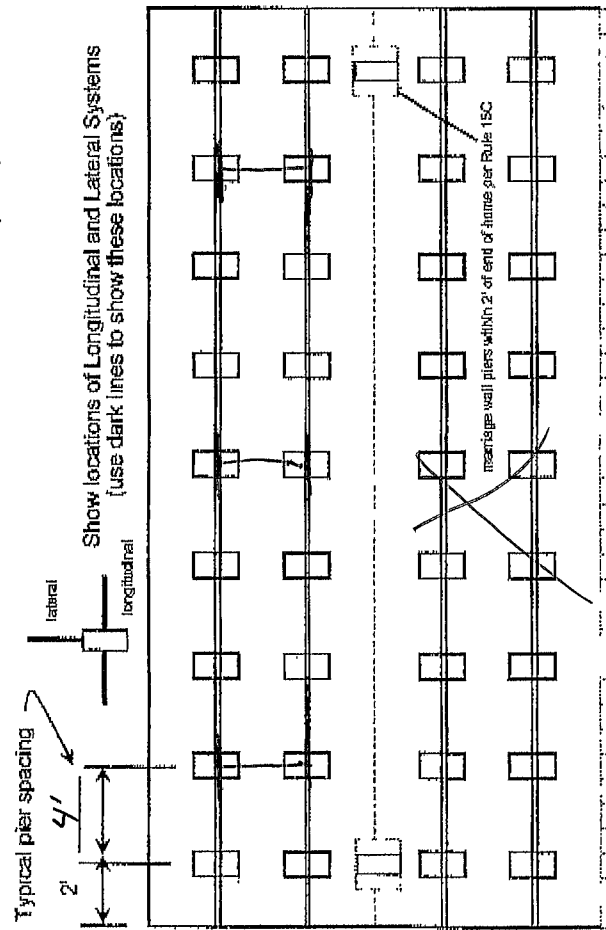 Typical pier spacing
2'
4'
lateral
longitudinal
Show locations of Longitudinal and Lateral Systems
(use dark lines to show these locations)
marriage wall piers within 2' of end of home per Rule 15C